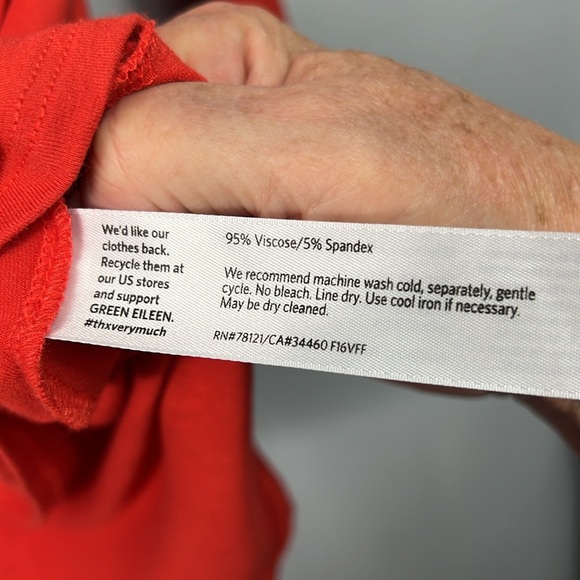 We'd like our
clothes back.
Recycle them at
our US stores
and support
GREEN EILEEN.
#thxverymuch
95% Viscose/5% Spandex
We recommend machine wash cold, separately, gentle
cycle. No bleach. Line dry. Use cool iron if necessary.
May be dry cleaned.
RN#78121/CA#34460 F16VFF